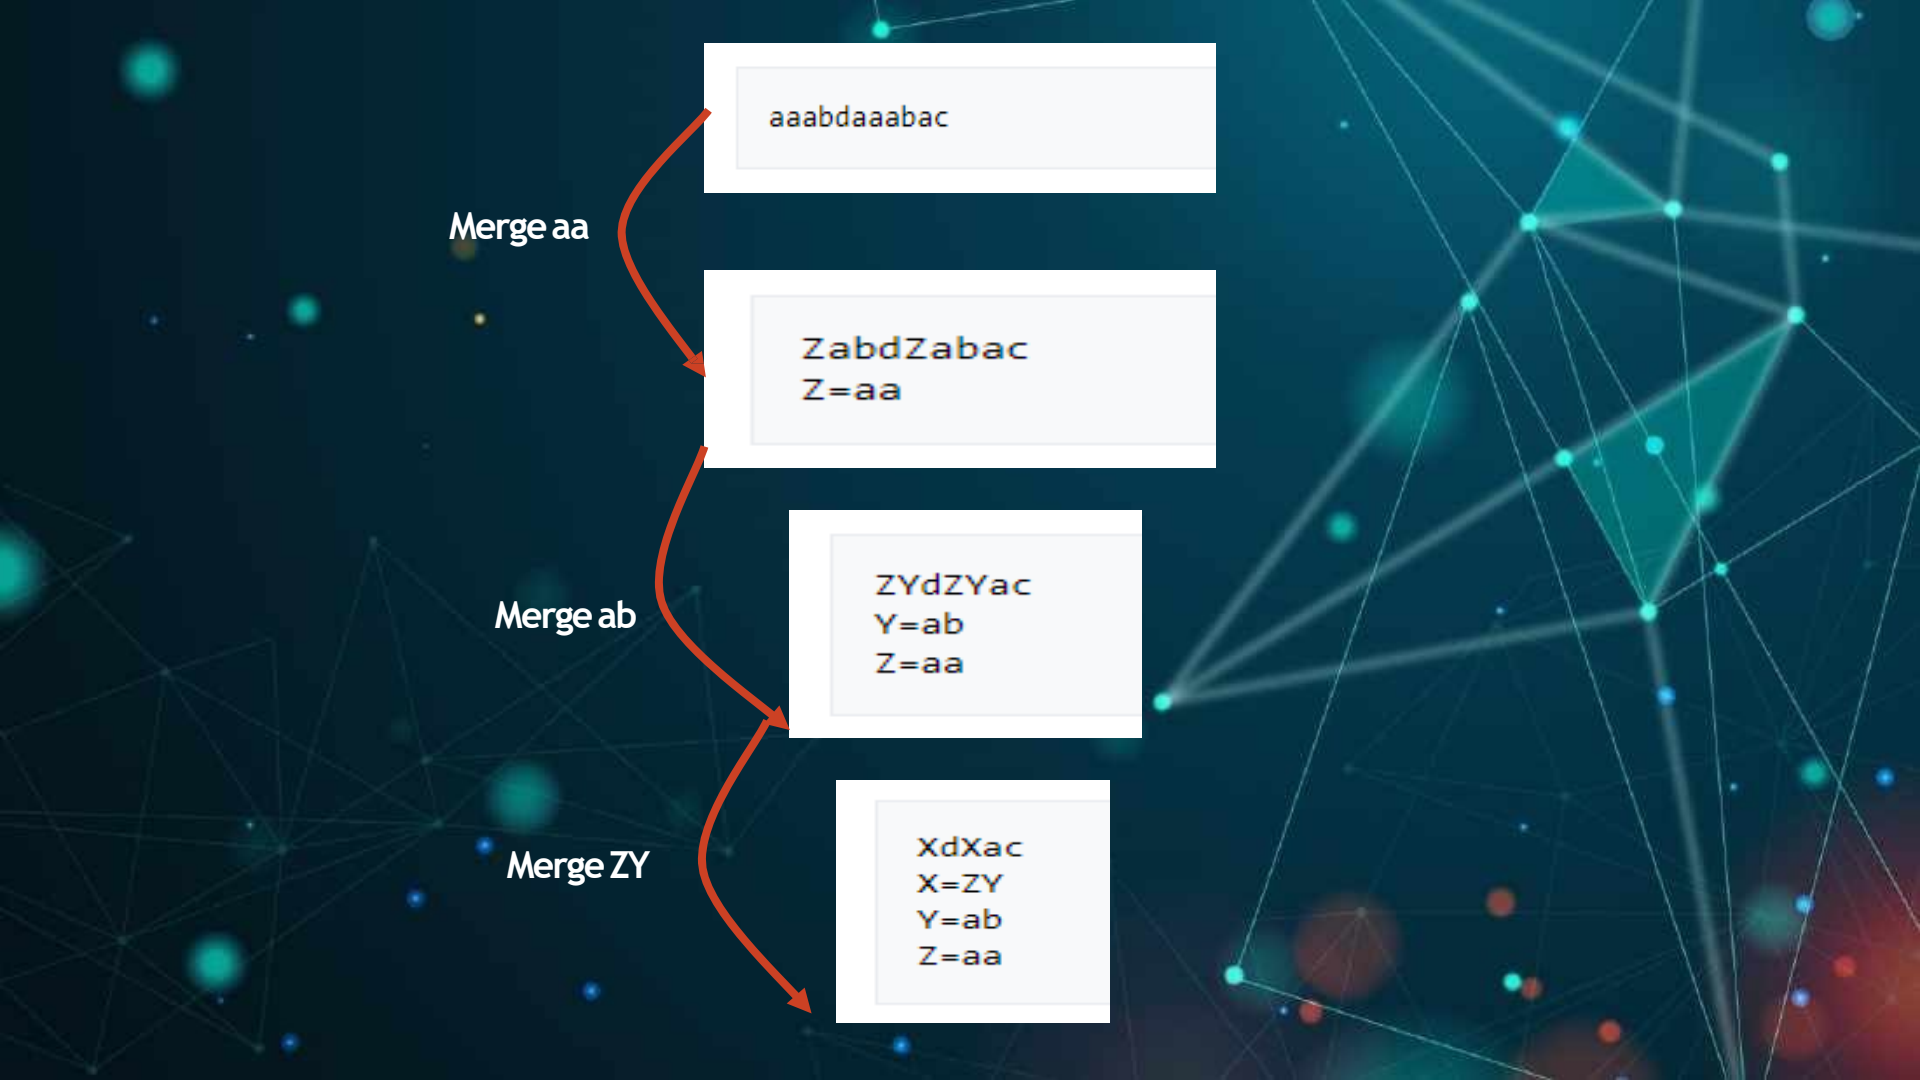 aaabdaaabac
Merge aa
ZabdZabac
Z=aa
Merge ab
ZYdZYac
Y=ab
Z=aa
Merge ZY
XdXac
X=ZY
Y=ab
Z=aa